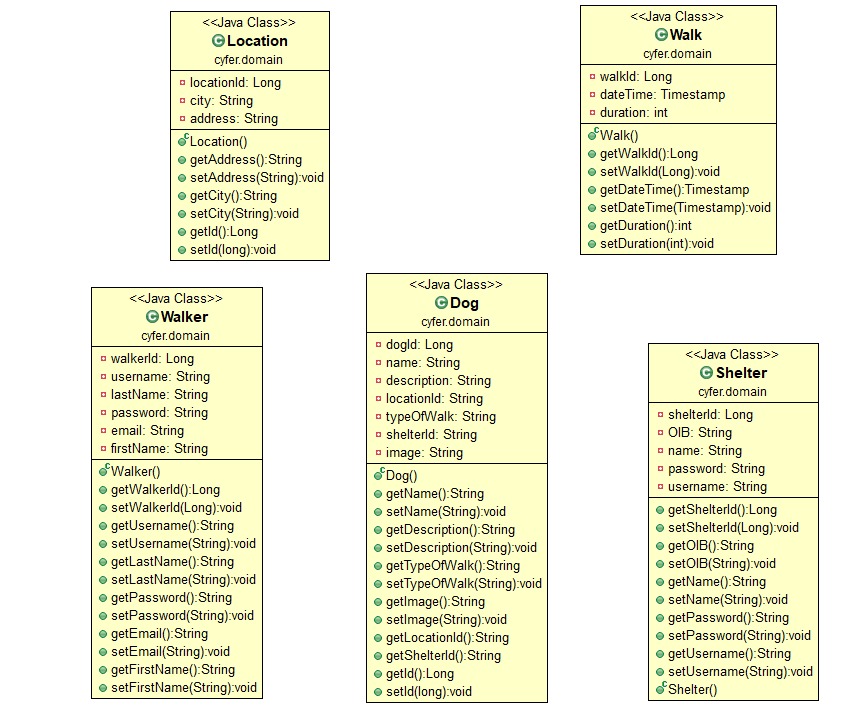 <<Java Class>>
Location
cyfer.domain
locationId: Long
city: String
address: String
Location()
getAddress():String
setAddress(String):void
getCity():String
setCity(String):void
getId():Long
setId(long):void
<<Java Class>>
Walk
cyfer.domain
walkId: Long
dateTime: Timestamp
duration: int
Walk()
getWalkId():Long
setWalkId(Long):void
getDateTime():Timestamp
setDateTime(Timestamp):void
getDuration():int
setDuration(int):void
<<Java Class>>
Walker
cyfer.domain
walkerId: Long
username: String
lastName: String
password: String
email: String
firstName: String
Walker()
getWalkerId():Long
setWalkerId(Long):void
getUsername():String
setUsername(String):void
getLastName():String
setLastName(String):void
getPassword():String
setPassword(String):void
getEmail():String
setEmail(String):void
getFirstName():String
setFirstName(String):void
<<Java Class>>
Dog
cyfer.domain
dogId: Long
name: String
description: String
locationId: String
typeOfWalk: String
shelterId: String
image: String
Dog()
getName():String
setName(String):void
getDescription():String
setDescription(String):void
getTypeOfWalk():String
setTypeOfWalk(String):void
getImage():String
setImage(String):void
getLocationId():String
getShelterId():String
getId():Long
setId(long):void
<<Java Class>>
Shelter
cyfer.domain
shelterId: Long
OIB: String
name: String
password: String
username: String
getShelterId():Long
setShelterId(Long):void
getOIB():String
setOIB(String):void
getName():String
setName(String):void
getPassword():String
setPassword(String):void
getUsername():String
setUsername(String):void
Shelter()